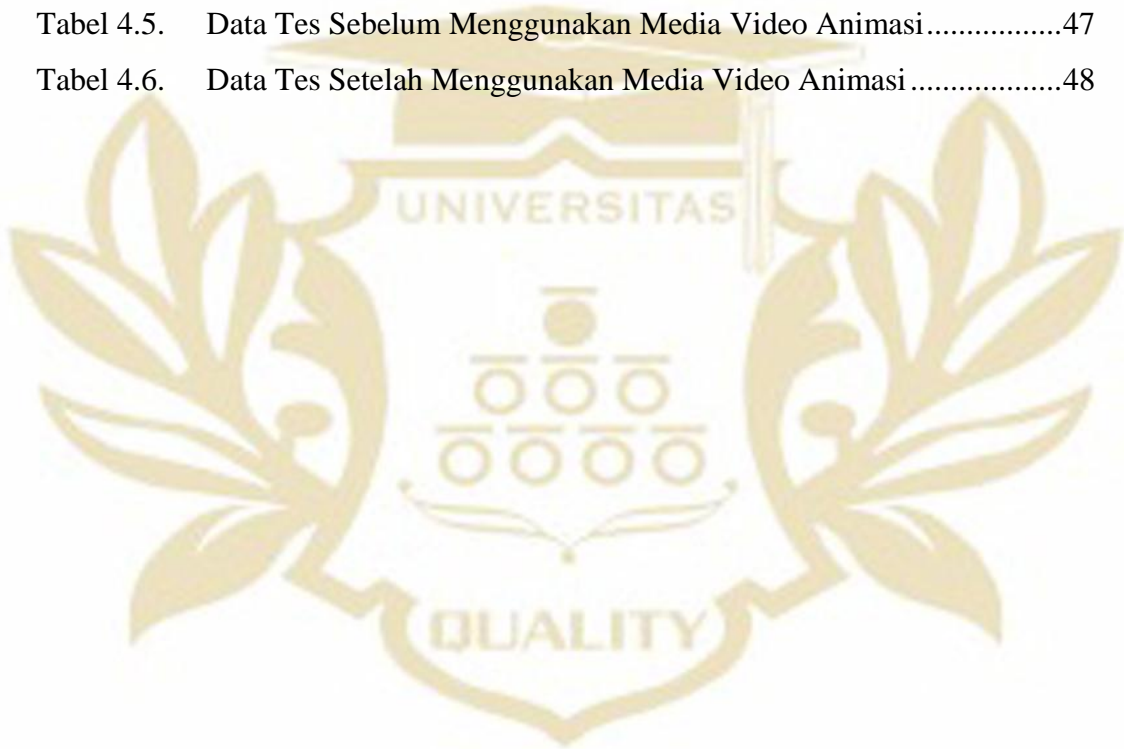 Tabel 4.5. Data Tes Sebelum Menggunakan Media Video Animasi.................47
Tabel 4.6. Data Tes Setelah Menggunakan Media Video Animasi...................48
UNIVERSITAS
QUALITY